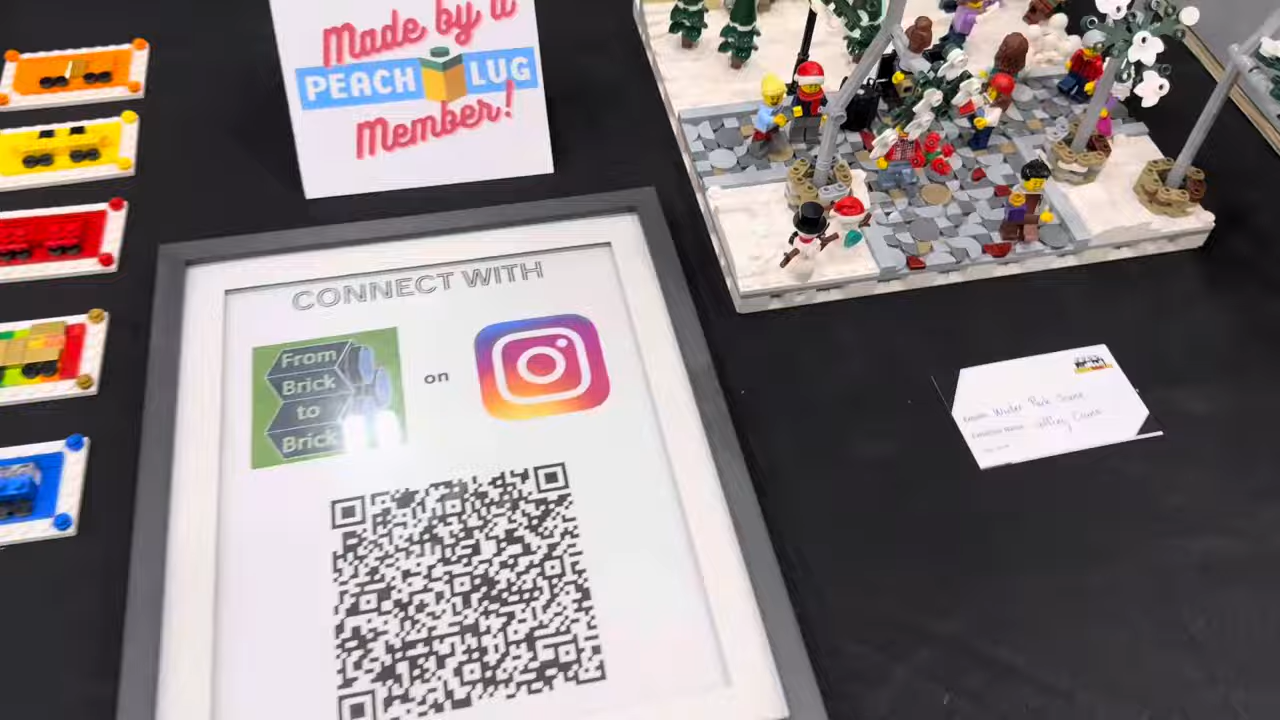 Made by a
PEACH LUG
Member!
CONNECT WITH
From
Brick
to
Brick
on
Winter Park Scene